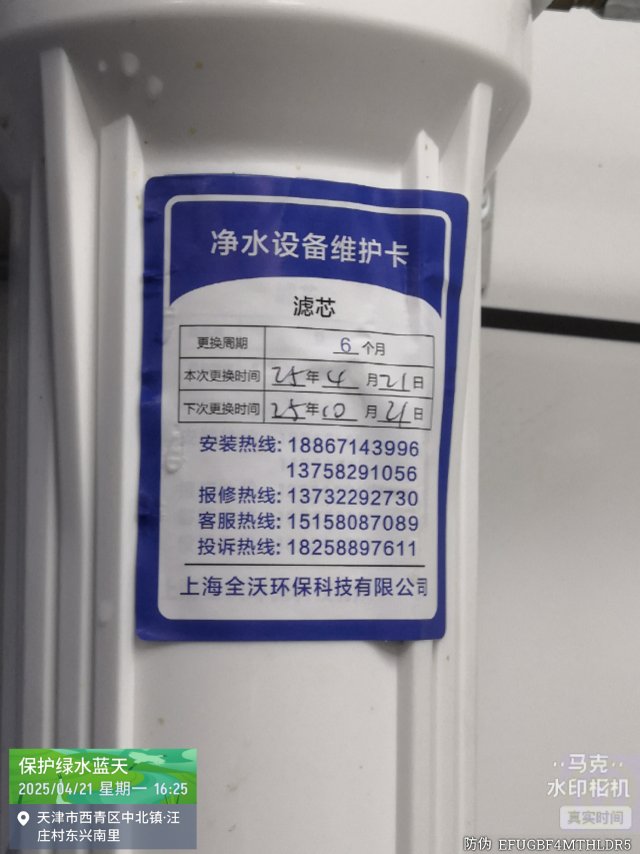 净水设备维护卡
滤芯
更换周期 6 个月
本次更换时间 25年 4 月 21日
下次更换时间 25年 10 月 21日
安装热线: 18867143996
13758291056
报修热线: 13732292730
客服热线: 15158087089
投诉热线: 18258897611
上海全沃环保科技有限公司
保护绿水蓝天
2025/04/21 星期一 16:25
天津市西青区中北镇·汪
庄村东兴南里
马克
水印相机
真实时间
防伪 EFUGBF4MTHLDR5